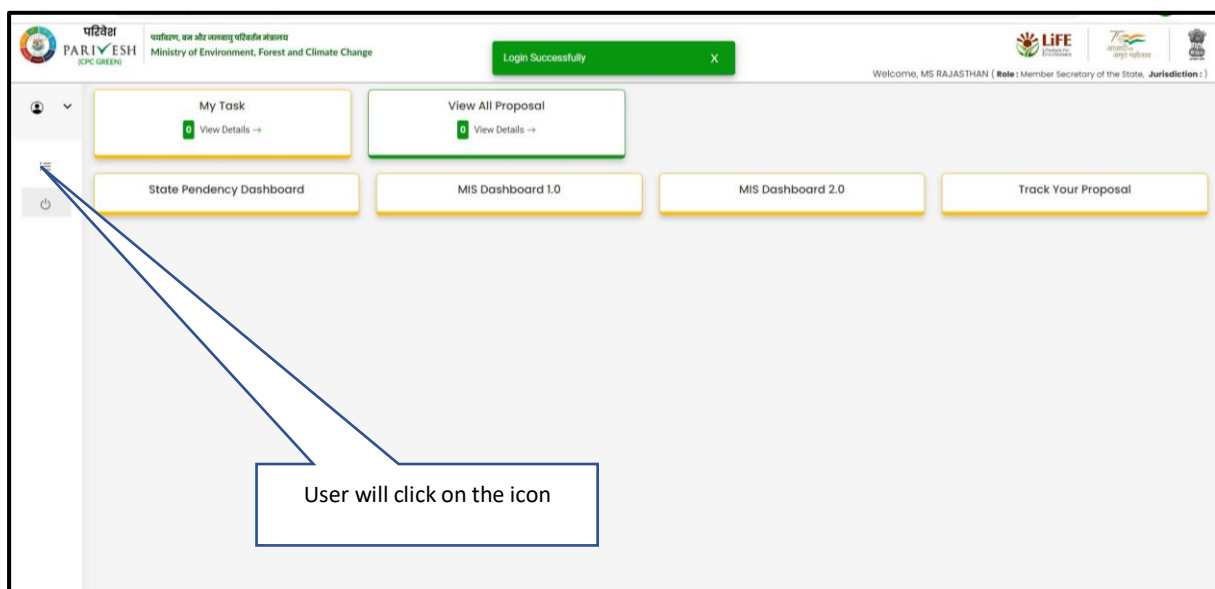 परिवेश
PARIVESH
(CPC GREEN)
पर्यावरण, वन और जलवायु परिवर्तन मंत्रालय
Ministry of Environment, Forest and Climate Change
Login Successfully X
LiFE
Lifestyle for
Environment
Welcome, MS RAJASTHAN ( Role : Member Secretary of the State, Jurisdiction : )
My Task
0 View Details →
View All Proposal
0 View Details →
State Pendency Dashboard
MIS Dashboard 1.0
MIS Dashboard 2.0
Track Your Proposal
User will click on the icon